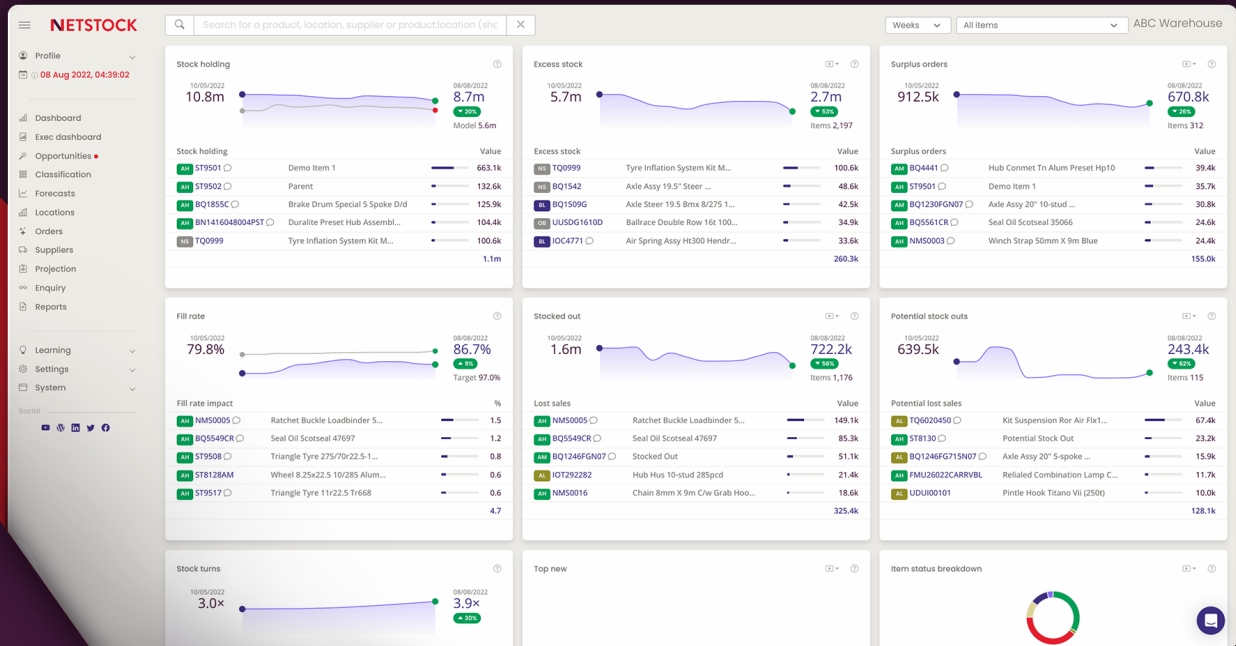 NETSTOCK
Search for a product, location, supplier or product:location (sho
Weeks
All items
ABC Warehouse
Profile
08 Aug 2022, 04:39:02
Dashboard
Exec dashboard
Opportunities
Classification
Forecasts
Locations
Orders
Suppliers
Projection
Enquiry
Reports
Learning
Settings
System
Social
Stock holding
10/05/2022
10.8m
08/08/2022
8.7m
20%
Model 5.6m
Stock holding Value
AH ST9501 Demo Item 1 663.1k
AH ST9502 Parent 132.6k
AH BQ1855C Brake Drum Special 5 Spoke D/d 125.9k
AH BN1416048004PST Duralite Preset Hub Assembl... 104.4k
NS TQ0999 Tyre Inflation System Kit M... 100.6k
1.1m
Excess stock
10/05/2022
5.7m
08/08/2022
2.7m
53%
Items 2,197
Excess stock Value
NS TQ0999 Tyre Inflation System Kit M... 100.6k
NS BQ1542 Axle Assy 19.5" Steer ... 48.6k
BL BQ1509G Axle Steer 19.5 Bmx 8/275 1... 42.5k
OB UUSDG1610D Ballrace Double Row 16t 100... 34.9k
BL IOC4771 Air Spring Assy Ht300 Hendr... 33.6k
260.3k
Surplus orders
10/05/2022
912.5k
08/08/2022
670.8k
26%
Items 312
Surplus orders Value
AM BQ4441 Hub Conmet Tn Alum Preset Hp10 39.4k
AH ST9501 Demo Item 1 35.7k
AM BQ1230FGN07 Axle Assy 20" 10-stud ... 30.8k
AH BQ5561CR Seal Oil Scotseal 35066 24.6k
AH NMS0003 Winch Strap 50mm X 9m Blue 24.4k
155.0k
Fill rate
10/05/2022
79.8%
08/08/2022
86.7%
9%
Target 97.0%
Fill rate impact %
AH NMS0005 Ratchet Buckle Loadbinder 5... 1.5
AH BQ5549CR Seal Oil Scotseal 47697 1.2
AH ST9508 Triangle Tyre 275/70r22.5-1... 0.8
AH ST8128AM Wheel 8.25x22.5 10/285 Alum... 0.6
AH ST9517 Triangle Tyre 11r22.5 Tr668 0.6
4.7
Stocked out
10/05/2022
1.6m
08/08/2022
722.2k
56%
Items 1,176
Lost sales Value
AH NMS0005 Ratchet Buckle Loadbinder 5... 149.1k
AH BQ5549CR Seal Oil Scotseal 47697 85.3k
AM BQ1246FGN07 Stocked Out 51.1k
AL IOT292282 Hub Hus 10-stud 285pcd 21.4k
AH NMS0016 Chain 8mm X 9m C/w Grab Hoo... 18.6k
325.4k
Potential stock outs
10/05/2022
639.5k
08/08/2022
243.4k
62%
Items 115
Potential lost sales Value
AL TQ6020450 Kit Suspension Ror Air Flx1... 67.4k
AH ST8130 Potential Stock Out 23.2k
AL BQ1246FG715N07 Axle Assy 20" 5-spoke ... 15.9k
AH FMU26022CARRVBL Relialed Combination Lamp C... 11.7k
AL UDUI00101 Pintle Hook Titano Vii (250t) 10.0k
128.1k
Stock turns
10/05/2022
3.0×
08/08/2022
3.9×
30%
Top new
Item status breakdown